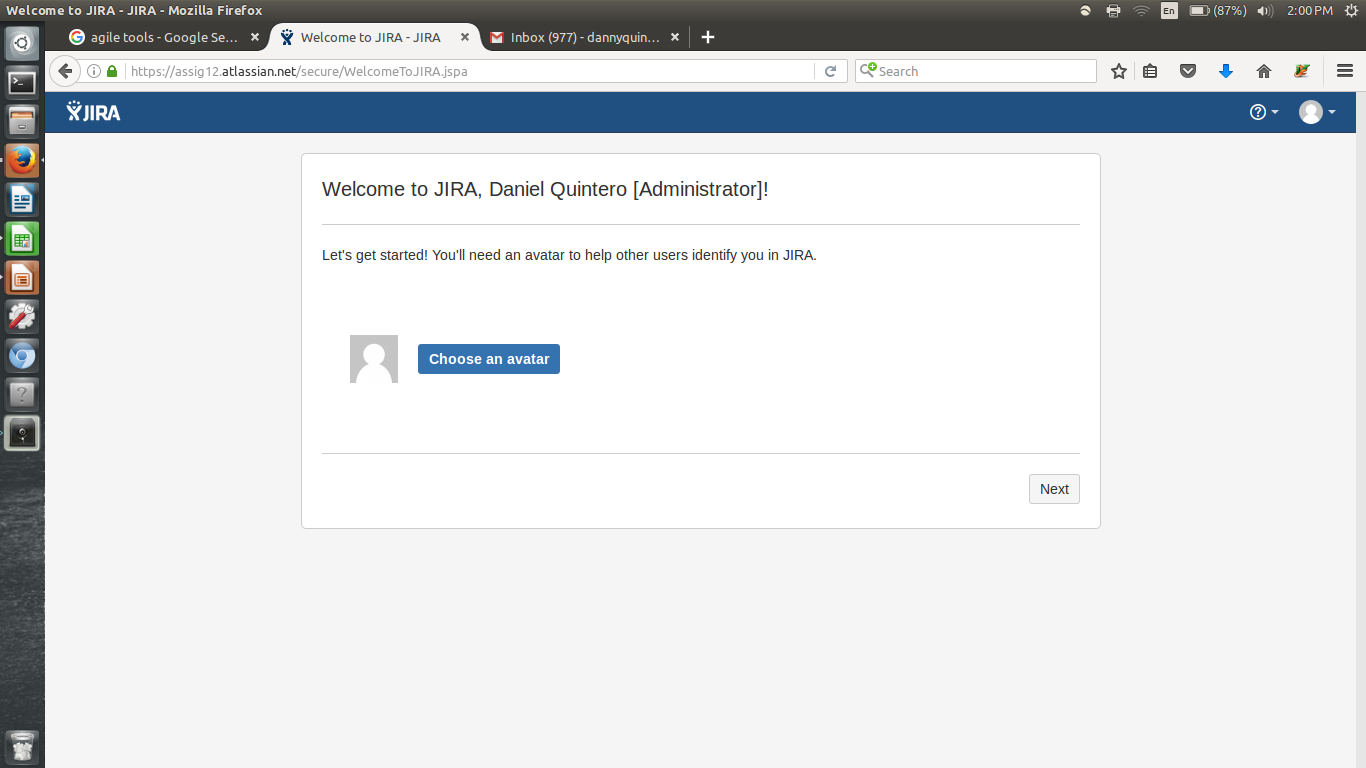 Welcome to JIRA - JIRA - Mozilla Firefox
En
(87%)
2:00 PM
agile tools - Google Se...
Welcome to JIRA - JIRA
Inbox (977) - dannyquin...
https://assig12.atlassian.net/secure/WelcomeToJIRA.jspa
Search
JIRA
Welcome to JIRA, Daniel Quintero [Administrator]!
Let's get started! You'll need an avatar to help other users identify you in JIRA.
Choose an avatar
Next